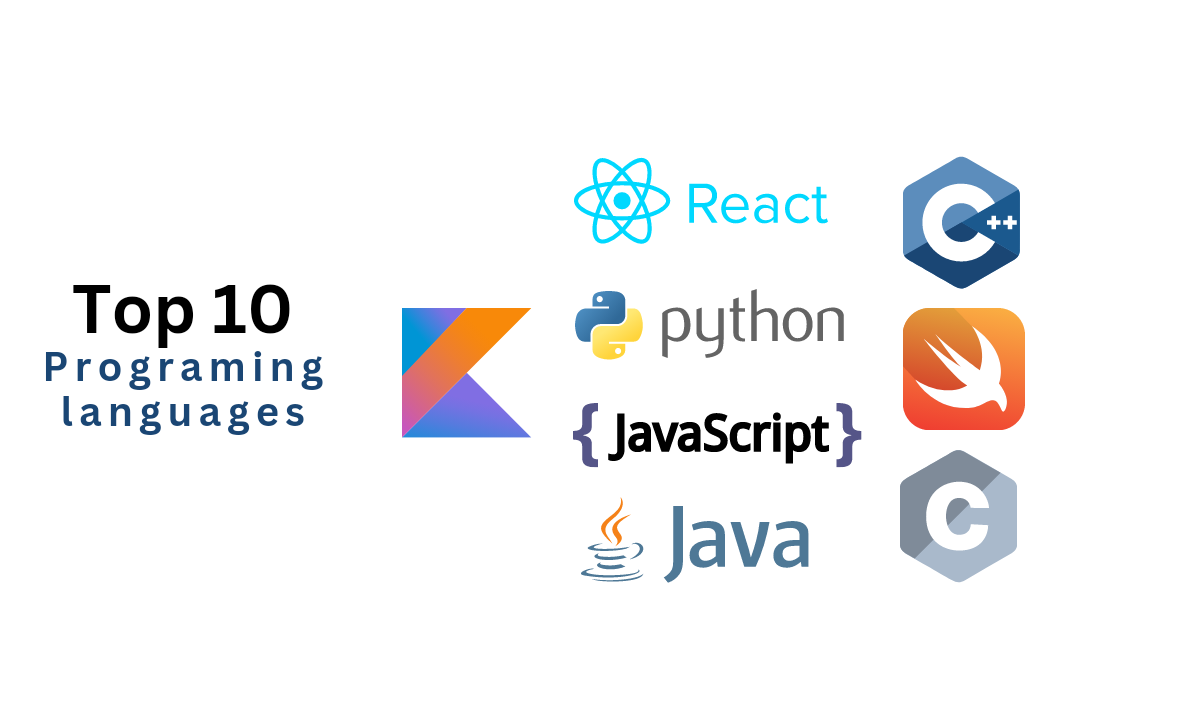 Top 10
Programing
languages
React
python
{ JavaScript }
Java
C++
C